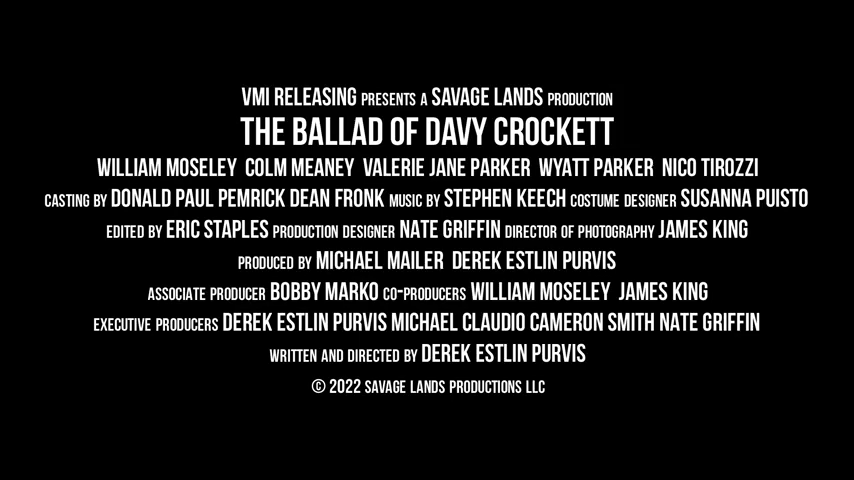 VMI RELEASING PRESENTS A SAVAGE LANDS PRODUCTION
THE BALLAD OF DAVY CROCKETT
WILLIAM MOSELEY COLM MEANEY VALERIE JANE PARKER WYATT PARKER NICO TIROZZI
CASTING BY DONALD PAUL PEMRICK DEAN FRONK MUSIC BY STEPHEN KEECH COSTUME DESIGNER SUSANNA PUISTO
EDITED BY ERIC STAPLES PRODUCTION DESIGNER NATE GRIFFIN DIRECTOR OF PHOTOGRAPHY JAMES KING
PRODUCED BY MICHAEL MAILER DEREK ESTLIN PURVIS
ASSOCIATE PRODUCER BOBBY MARKO CO-PRODUCERS WILLIAM MOSELEY JAMES KING
EXECUTIVE PRODUCERS DEREK ESTLIN PURVIS MICHAEL CLAUDIO CAMERON SMITH NATE GRIFFIN
WRITTEN AND DIRECTED BY DEREK ESTLIN PURVIS
© 2022 SAVAGE LANDS PRODUCTIONS LLC